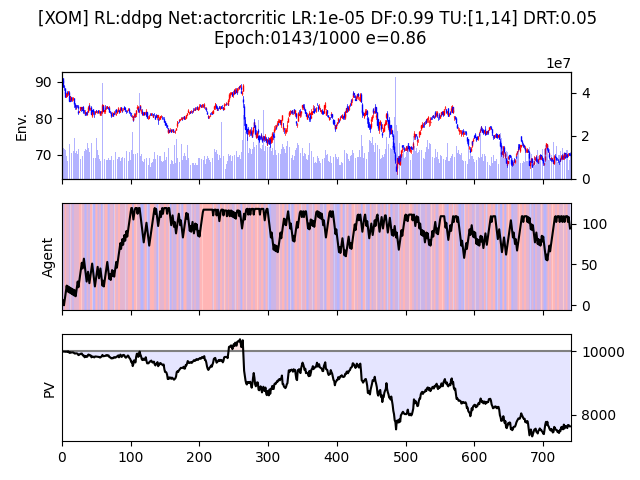 [XOM] RL:ddpg Net:actorcritic LR:1e-05 DF:0.99 TU:[1,14] DRT:0.05
Epoch:0143/1000 e=0.86
1e7
Env.
90
80
70
4
2
0
Agent
100
50
0
PV
10000
8000
0 100 200 300 400 500 600 700